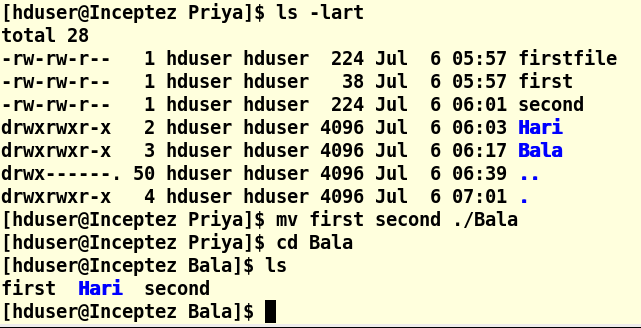 [hduser@Inceptez Priya]$ ls -lart
total 28
-rw-rw-r--   1 hduser hduser  224 Jul  6 05:57 firstfile
-rw-rw-r--   1 hduser hduser   38 Jul  6 05:57 first
-rw-rw-r--   1 hduser hduser  224 Jul  6 06:01 second
drwxrwxr-x   2 hduser hduser 4096 Jul  6 06:03 Hari
drwxrwxr-x   3 hduser hduser 4096 Jul  6 06:17 Bala
drwx------. 50 hduser hduser 4096 Jul  6 06:39 ..
drwxrwxr-x   4 hduser hduser 4096 Jul  6 07:01 .
[hduser@Inceptez Priya]$ mv first second ./Bala
[hduser@Inceptez Priya]$ cd Bala
[hduser@Inceptez Bala]$ ls
first  Hari  second
[hduser@Inceptez Bala]$